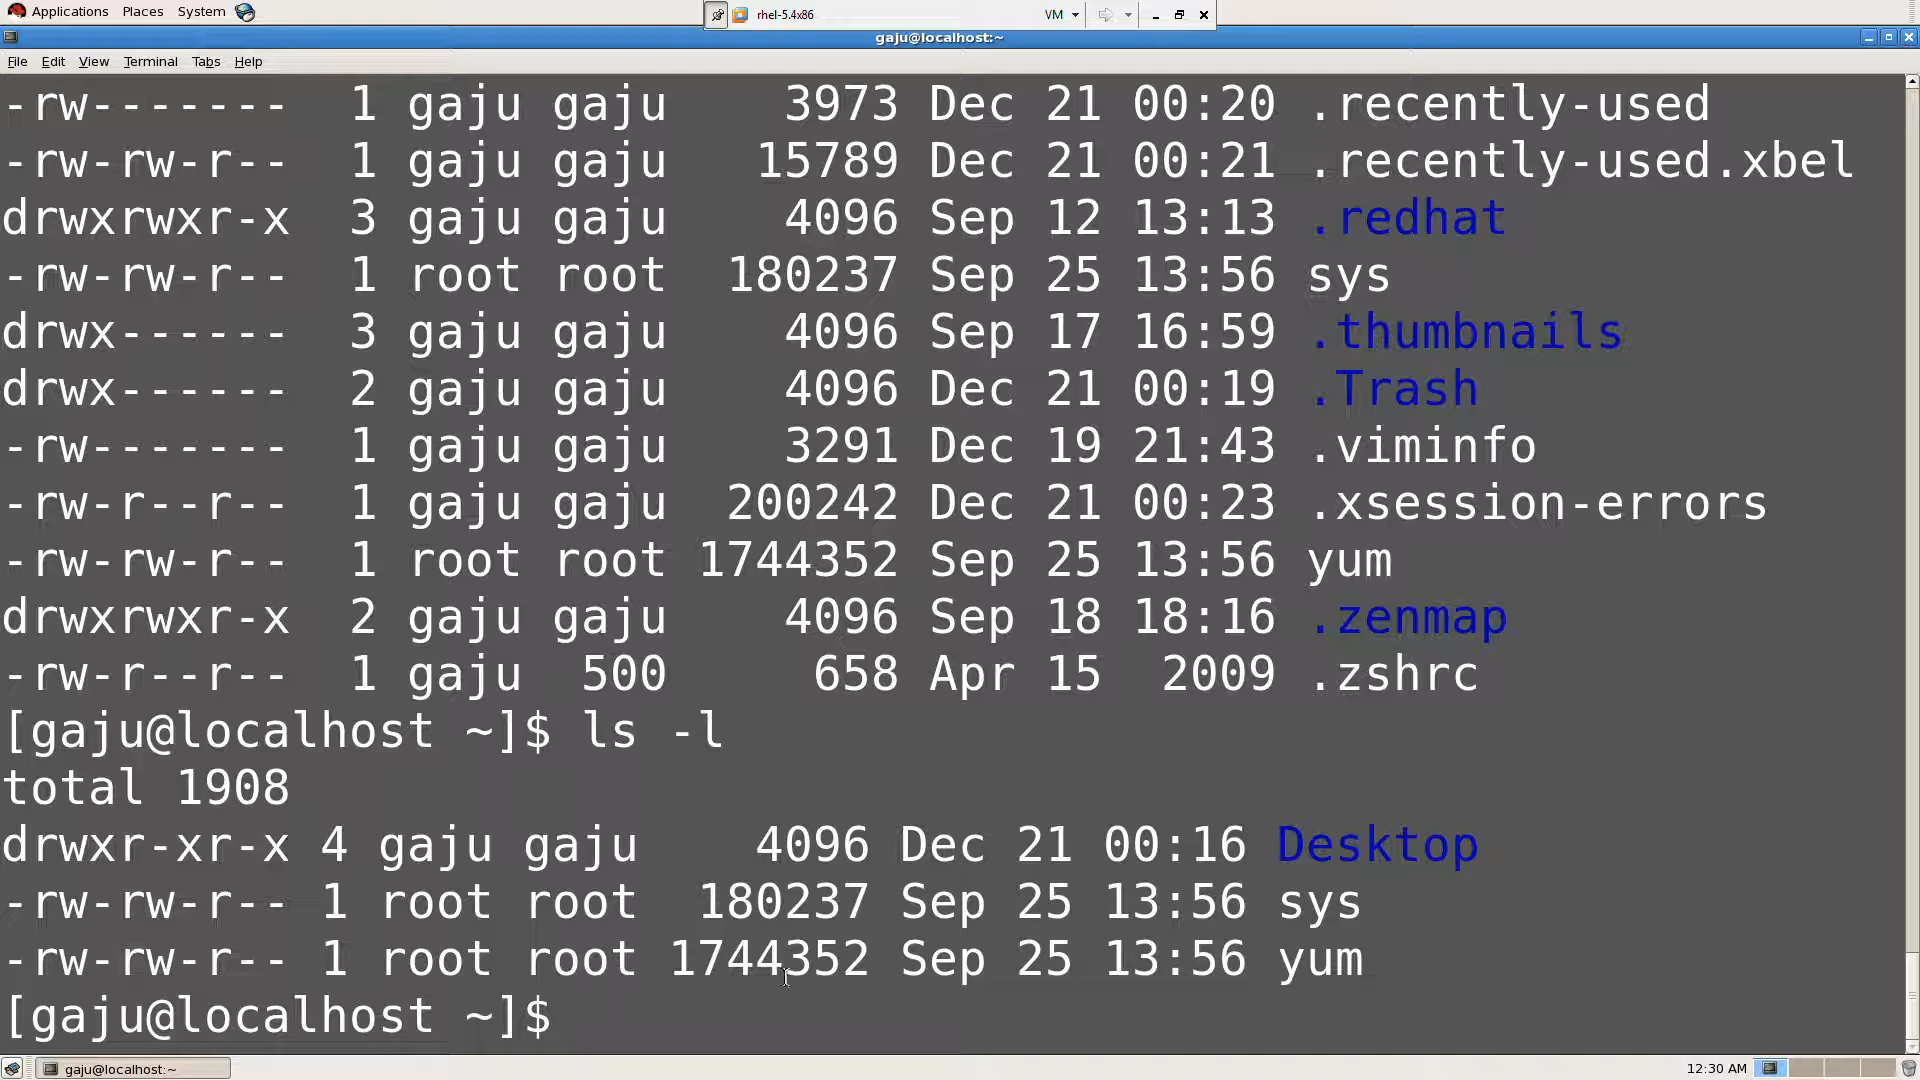 Applications Places System
rhel-5.4x86
VM
gaju@localhost:~
File Edit View Terminal Tabs Help
-rw------- 1 gaju gaju 3973 Dec 21 00:20 .recently-used
-rw-rw-r-- 1 gaju gaju 15789 Dec 21 00:21 .recently-used.xbel
drwxrwxr-x 3 gaju gaju 4096 Sep 12 13:13 .redhat
-rw-rw-r-- 1 root root 180237 Sep 25 13:56 sys
drwx------ 3 gaju gaju 4096 Sep 17 16:59 .thumbnails
drwx------ 2 gaju gaju 4096 Dec 21 00:19 .Trash
-rw------- 1 gaju gaju 3291 Dec 19 21:43 .viminfo
-rw-r--r-- 1 gaju gaju 200242 Dec 21 00:23 .xsession-errors
-rw-rw-r-- 1 root root 1744352 Sep 25 13:56 yum
drwxrwxr-x 2 gaju gaju 4096 Sep 18 18:16 .zenmap
-rw-r--r-- 1 gaju 500 658 Apr 15 2009 .zshrc
[gaju@localhost ~]$ ls -l
total 1908
drwxr-xr-x 4 gaju gaju 4096 Dec 21 00:16 Desktop
-rw-rw-r-- 1 root root 180237 Sep 25 13:56 sys
-rw-rw-r-- 1 root root 1744352 Sep 25 13:56 yum
[gaju@localhost ~]$
gaju@localhost:~
12:30 AM